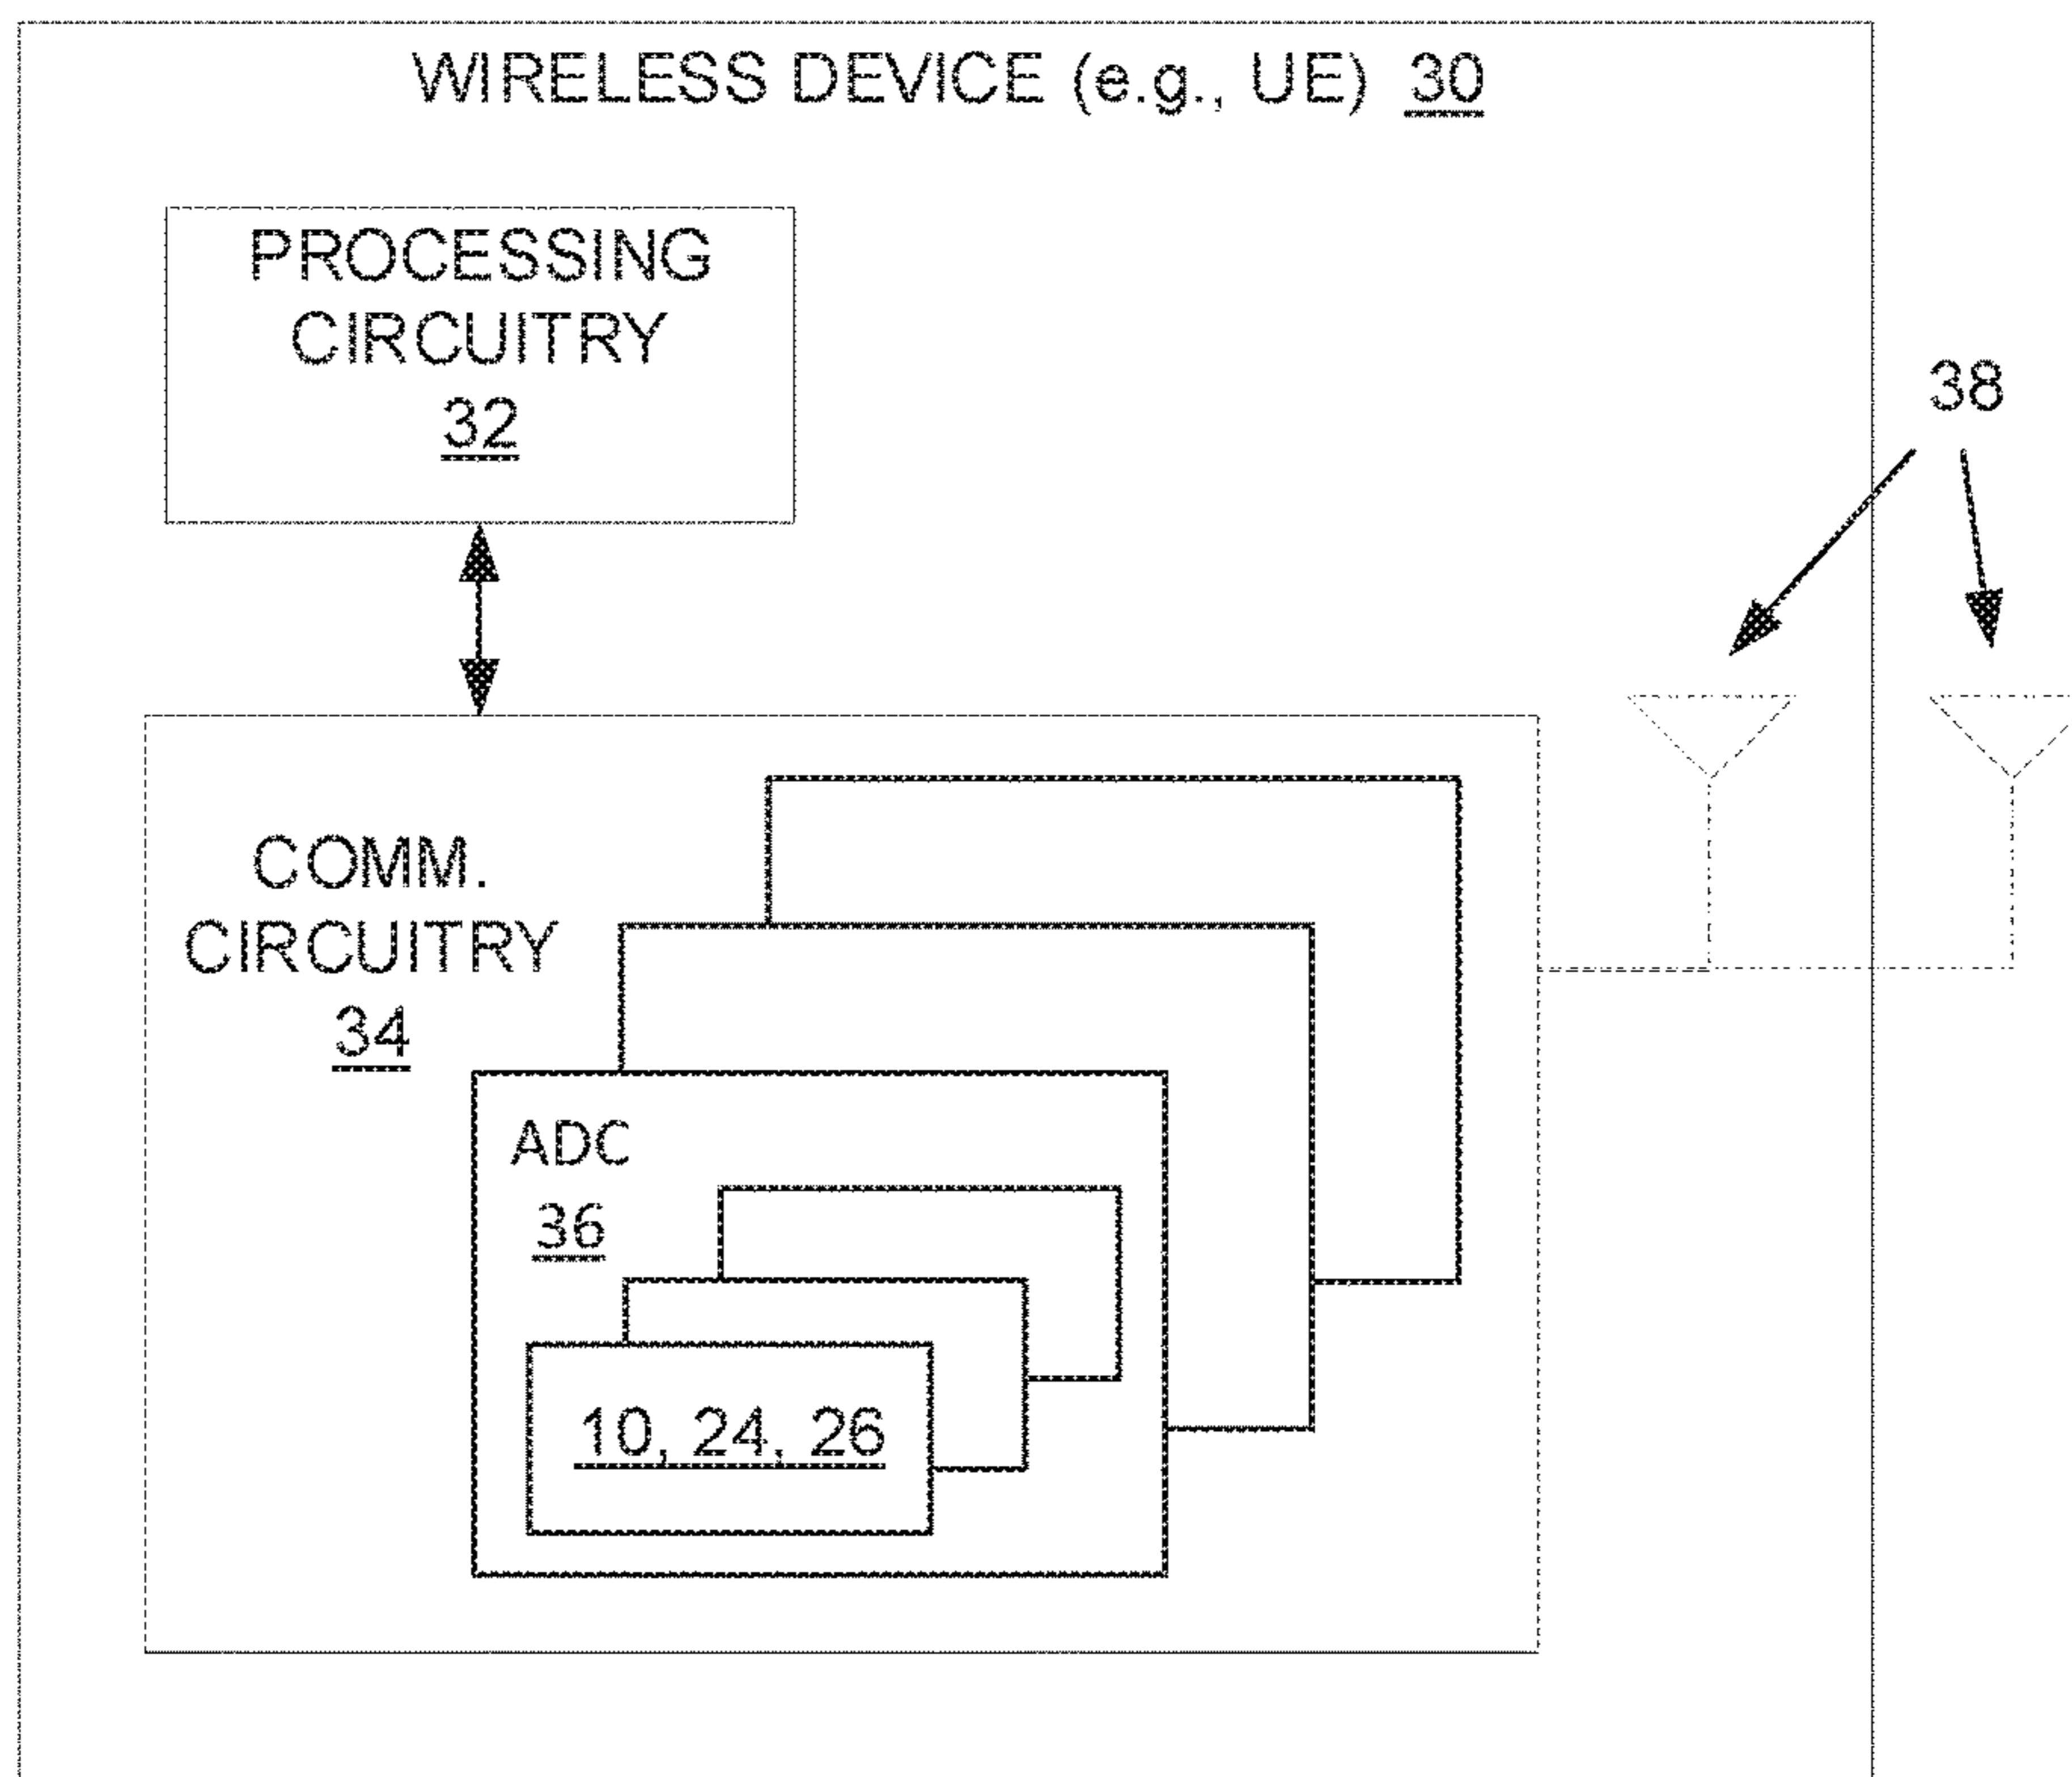 WIRELESS DEVICE (e.g., UE) 30
PROCESSING
CIRCUITRY
32
38
COMM.
CIRCUITRY
34
ADC
36
10, 24, 26